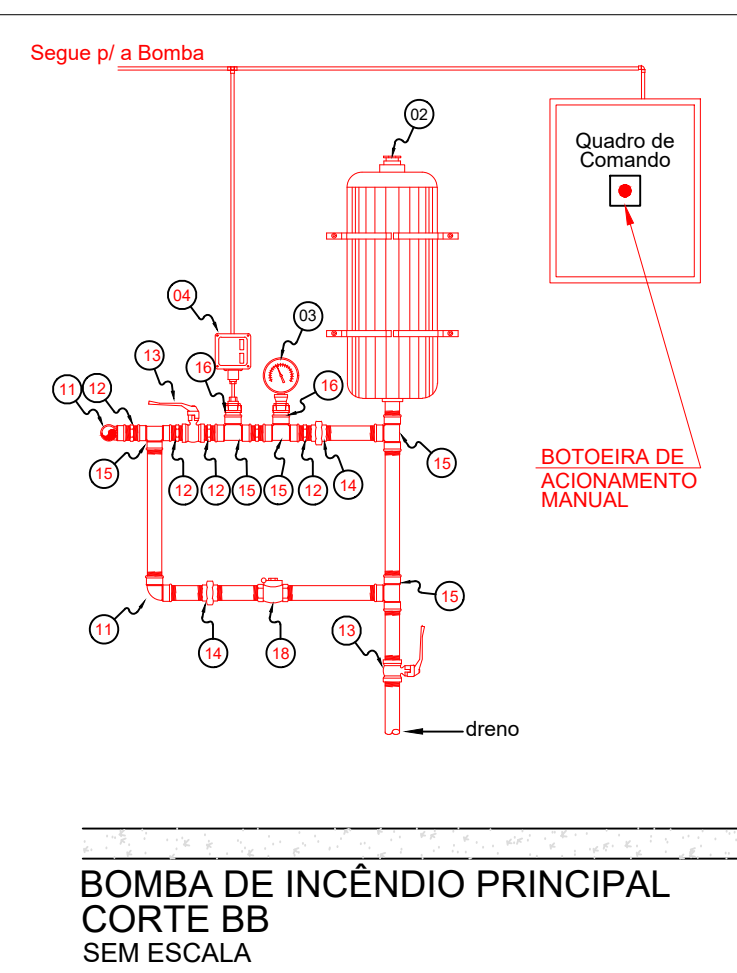 Segue p/ a Bomba
02
Quadro de
Comando
04
03
13
16
16
11
12
15
12
12
15
15
12
14
15
BOTOEIRA DE
ACIONAMENTO
MANUAL
11
14
18
13
15
dreno
BOMBA DE INCÊNDIO PRINCIPAL
CORTE BB
SEM ESCALA